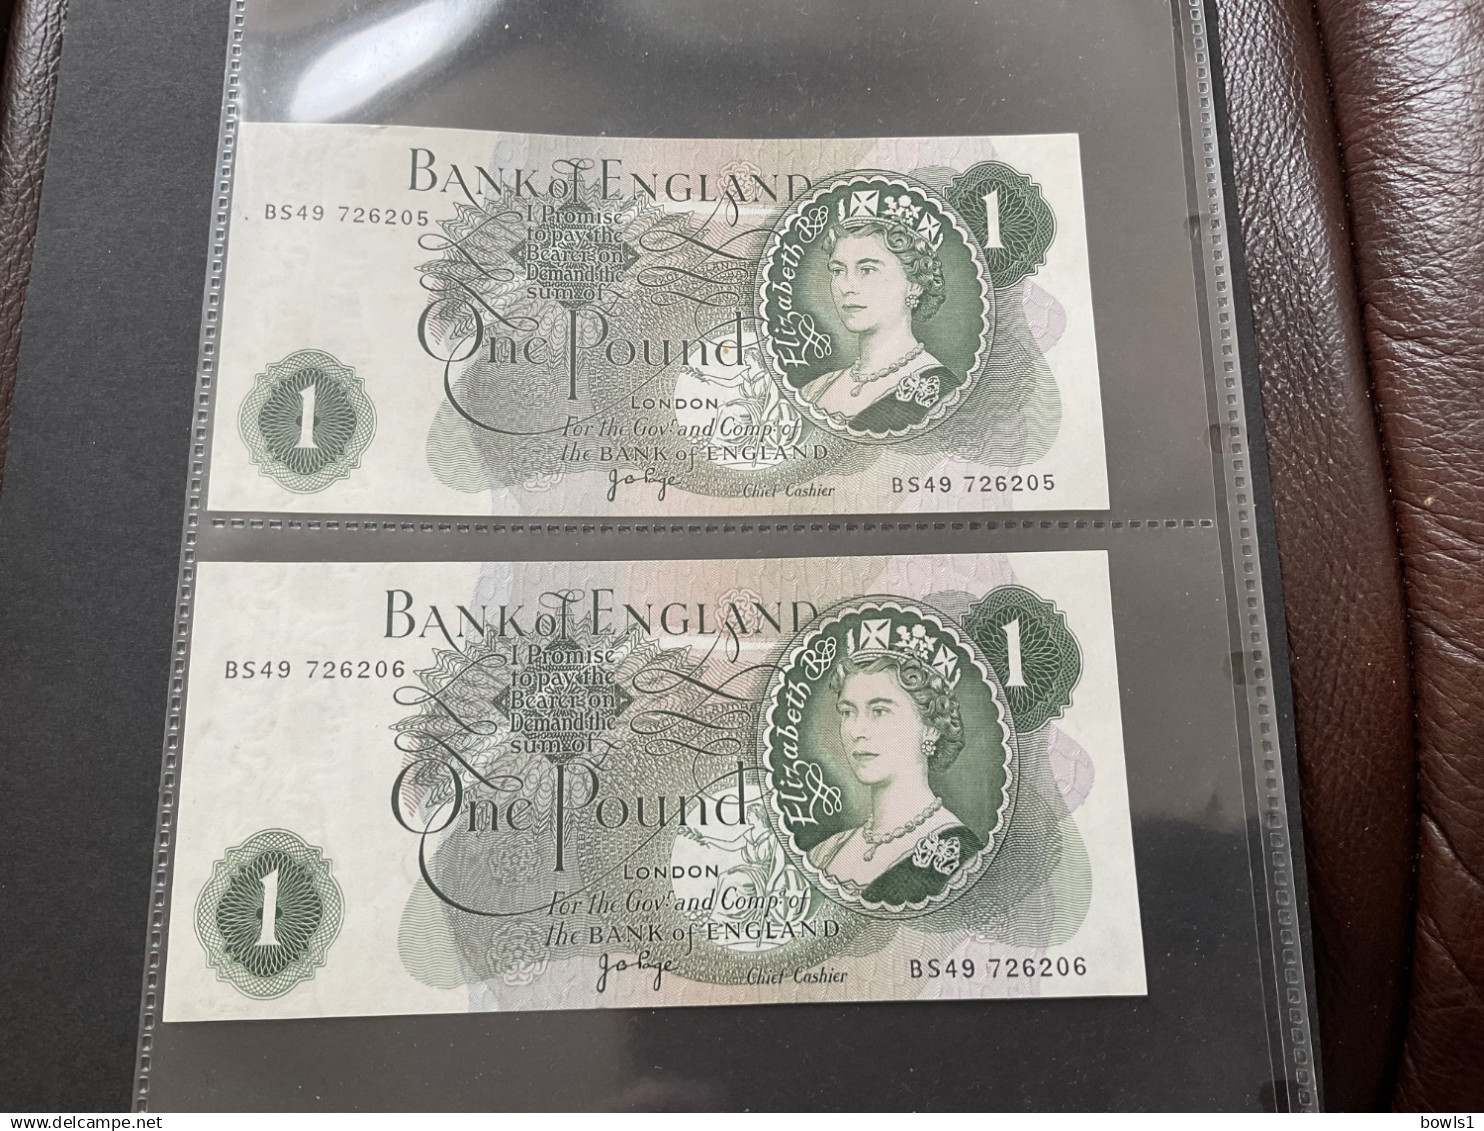 BANK of ENGLAND
BS49 726205
I Promise
to pay the
Bearer on
Demand the
sum of
One Pound
Elizabeth R
1
1
LONDON
For the Govr. and Compa. of
the BANK of ENGLAND
Chief Cashier
BS49 726205
BANK of ENGLAND
BS49 726206
I Promise
to pay the
Bearer on
Demand the
sum of
One Pound
Elizabeth R
1
1
LONDON
For the Govr. and Compa. of
the BANK of ENGLAND
Chief Cashier
BS49 726206
www.delcampe.net
bowls1